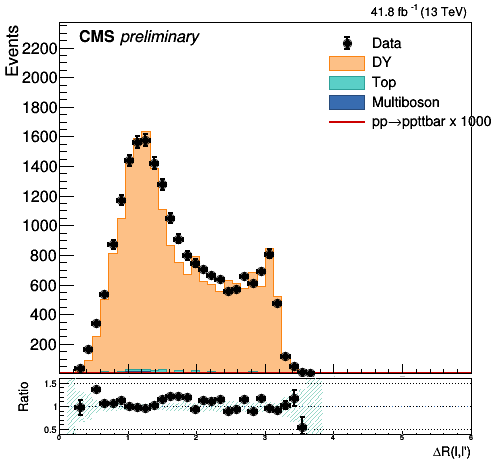 41.8 fb⁻¹ (13 TeV)
CMS preliminary
Events
2200
2000
1800
1600
1400
1200
1000
800
600
400
200
Data
DY
Top
Multiboson
pp→ppttbar x 1000
Ratio
1.5
1
0.5
0 1 2 3 4 5 6
ΔR(l,l')